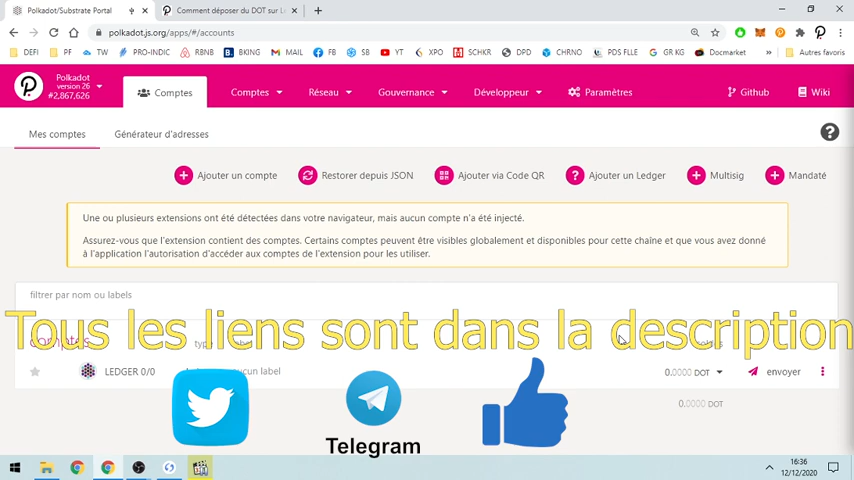 Polkadot/Substrate Portal
Comment déposer du DOT sur L
polkadot.js.org/apps/#/accounts
DEFI
PF
TW
PRO-INDIC
RBNB
BKING
MAIL
FB
SB
YT
XPO
SCHKR
DPD
CHRNO
PDS FLLE
GR KG
Docmarket
Autres favoris
Polkadot
version 26
#2,867,626
Comptes
Comptes
Réseau
Gouvernance
Développeur
Paramètres
Github
Wiki
Mes comptes
Générateur d'adresses
Ajouter un compte
Restorer depuis JSON
Ajouter via Code QR
Ajouter un Ledger
Multisig
Mandaté
Une ou plusieurs extensions ont été détectées dans votre navigateur, mais aucun compte n'a été injecté.
Assurez-vous que l'extension contient des comptes. Certains comptes peuvent être visibles globalement et disponibles pour cette chaîne et que vous avez donné
à l'application l'autorisation d'accéder aux comptes de l'extension pour les utiliser.
filtrer par nom ou labels
Tous les liens sont dans la description
comptes
type
LEDGER 0/0
un label
0.0000 DOT
envoyer
0.0000 DOT
Telegram
16:36
12/12/2020